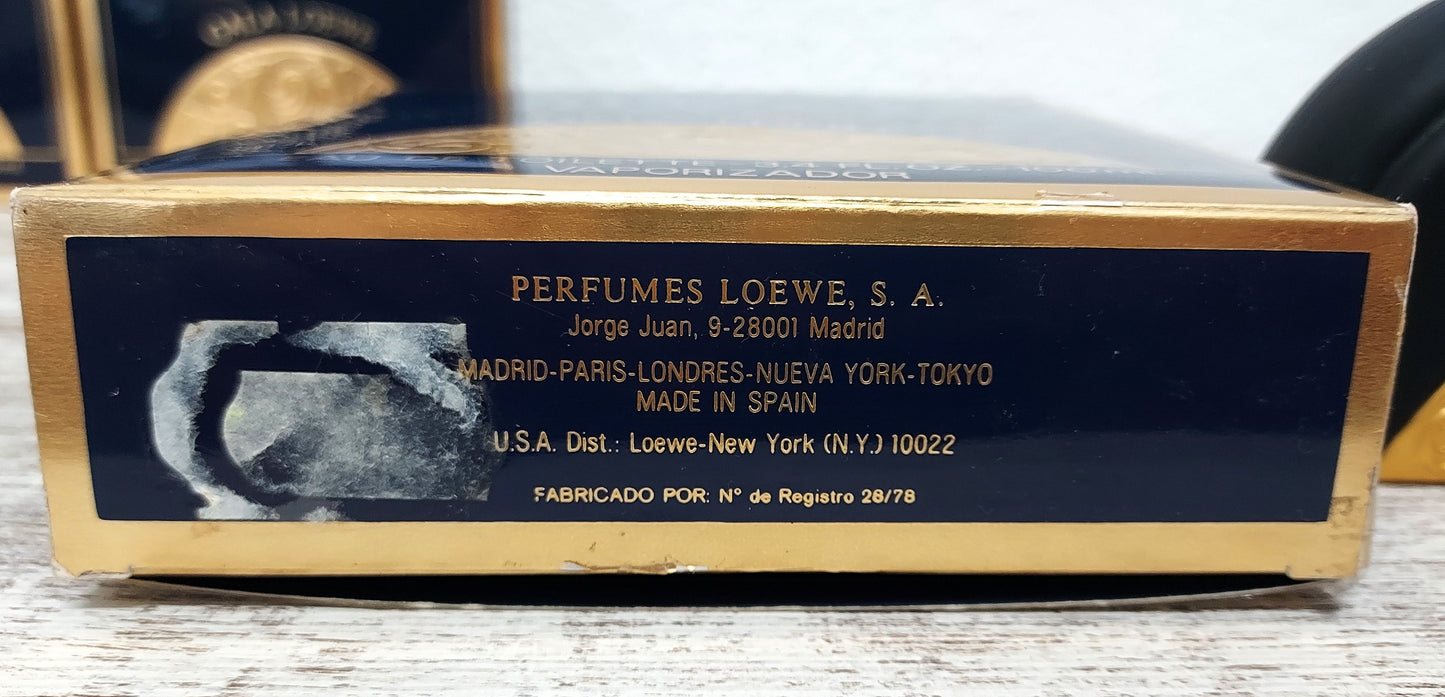 VAPORIZADOR
PERFUMES LOEWE, S. A.
Jorge Juan, 9-28001 Madrid
MADRID-PARIS-LONDRES-NUEVA YORK-TOKYO
MADE IN SPAIN
U.S.A. Dist.: Loewe-New York (N.Y.) 10022
FABRICADO POR: N° de Registro 28/78